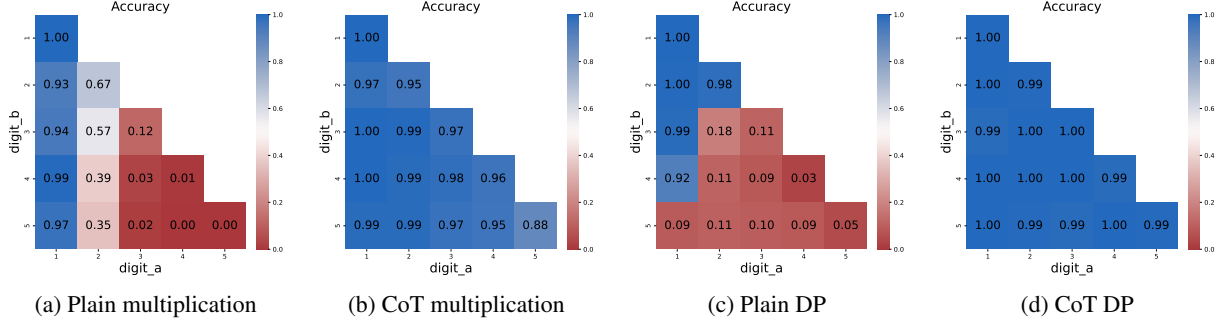 Accuracy
1.00
0.93 0.67
0.94 0.57 0.12
0.99 0.39 0.03 0.01
0.97 0.35 0.02 0.00 0.00
1 2 3 4 5
digit_b
1 2 3 4 5
digit_a
1.0
0.8
0.6
0.4
0.2
0.0
(a) Plain multiplication
Accuracy
1.00
0.97 0.95
1.00 0.99 0.97
1.00 0.99 0.98 0.96
0.99 0.99 0.97 0.95 0.88
1 2 3 4 5
digit_b
1 2 3 4 5
digit_a
1.0
0.8
0.6
0.4
0.2
0.0
(b) CoT multiplication
Accuracy
1.00
1.00 0.98
0.99 0.18 0.11
0.92 0.11 0.09 0.03
0.09 0.11 0.10 0.09 0.05
1 2 3 4 5
digit_b
1 2 3 4 5
digit_a
1.0
0.8
0.6
0.4
0.2
0.0
(c) Plain DP
Accuracy
1.00
1.00 0.99
0.99 1.00 1.00
1.00 1.00 1.00 0.99
1.00 0.99 0.99 1.00 0.99
1 2 3 4 5
digit_b
1 2 3 4 5
digit_a
1.0
0.8
0.6
0.4
0.2
0.0
(d) CoT DP